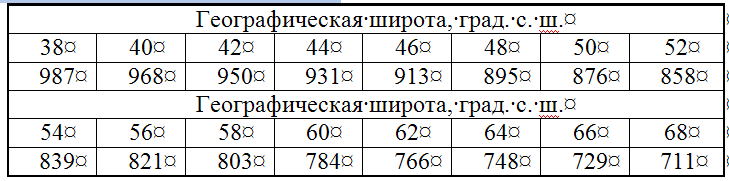 Географическая·широта,·град.·с.·ш.¤
38¤ 40¤ 42¤ 44¤ 46¤ 48¤ 50¤ 52¤
987¤ 968¤ 950¤ 931¤ 913¤ 895¤ 876¤ 858¤
Географическая·широта,·град.·с.·ш.¤
54¤ 56¤ 58¤ 60¤ 62¤ 64¤ 66¤ 68¤
839¤ 821¤ 803¤ 784¤ 766¤ 748¤ 729¤ 711¤